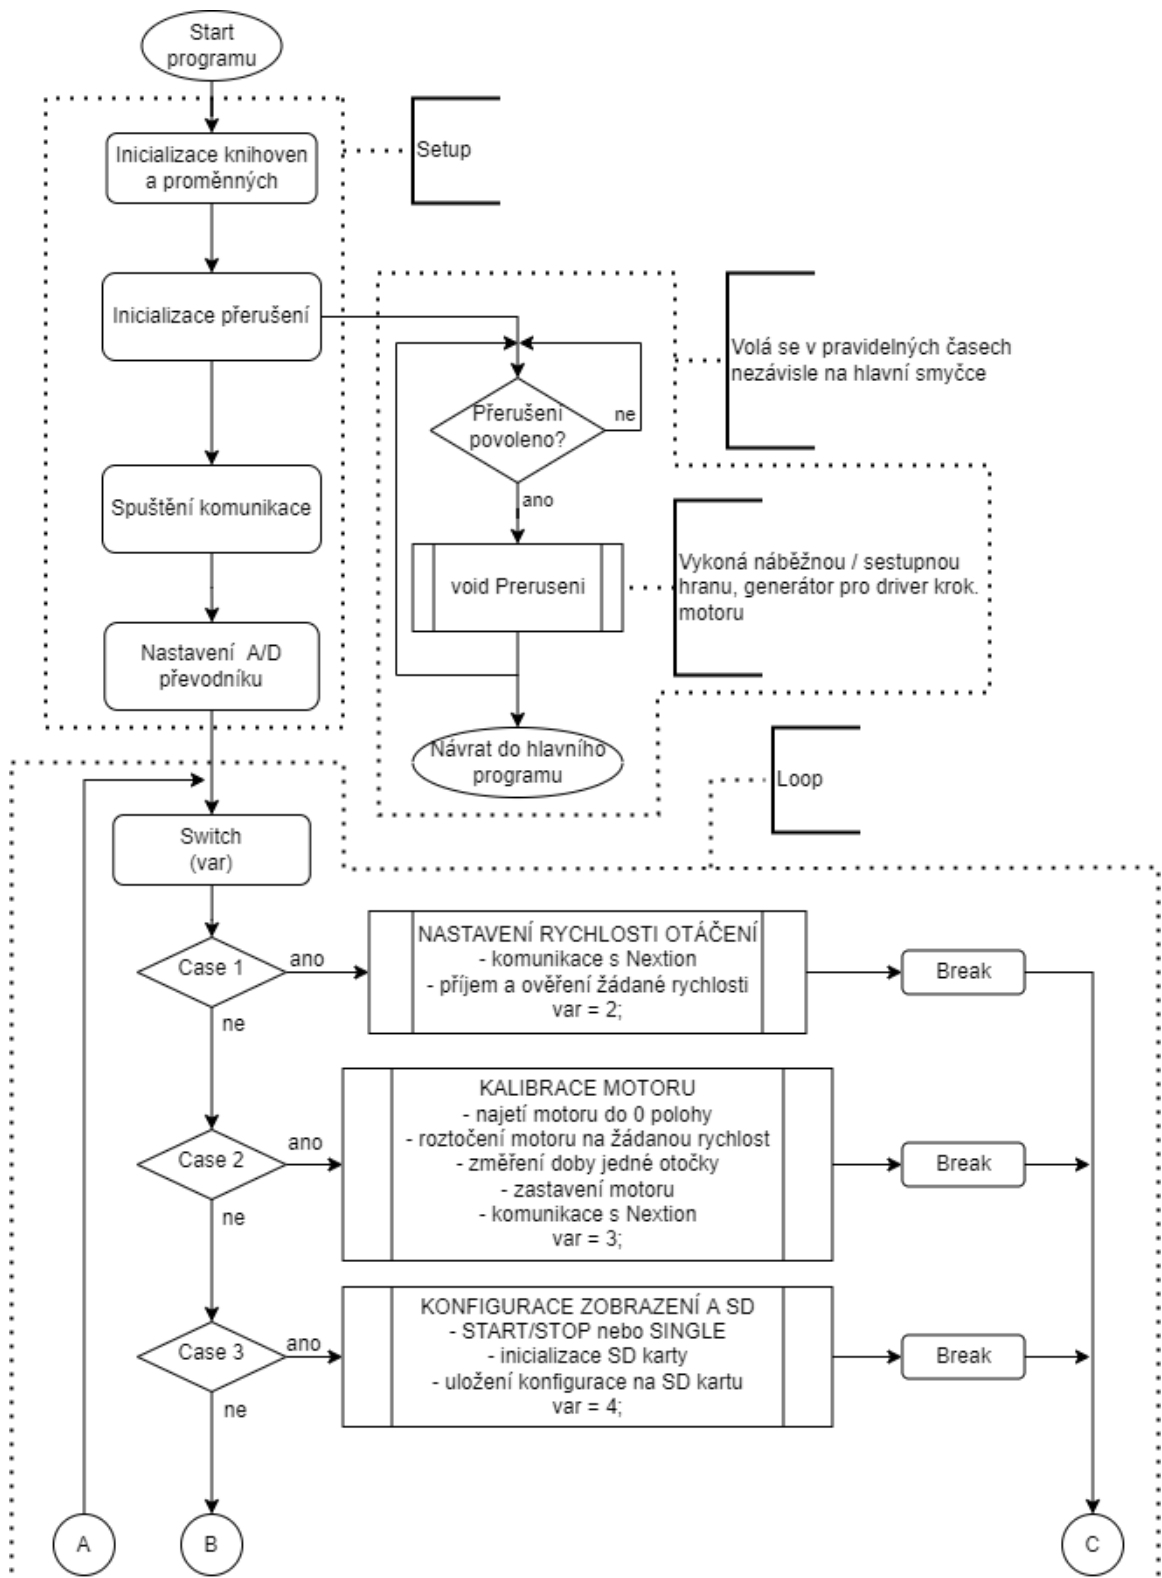 Start
programu
Inicializace knihoven
a proměnných
Setup
Inicializace přerušení
Volá se v pravidelných časech
nezávisle na hlavní smyčce
Přerušení
povoleno?
ne
ano
Spuštění komunikace
void Preruseni
Vykoná náběžnou / sestupnou
hranu, generátor pro driver krok.
motoru
Nastavení A/D
převodníku
Návrat do hlavního
programu
Loop
Switch
(var)
Case 1
ano
ne
NASTAVENÍ RYCHLOSTI OTÁČENÍ
- komunikace s Nextion
- příjem a ověření žádané rychlosti
var = 2;
Break
Case 2
ano
ne
KALIBRACE MOTORU
- najetí motoru do 0 polohy
- roztočení motoru na žádanou rychlost
- změření doby jedné otočky
- zastavení motoru
- komunikace s Nextion
var = 3;
Break
Case 3
ano
ne
KONFIGURACE ZOBRAZENÍ A SD
- START/STOP nebo SINGLE
- inicializace SD karty
- uložení konfigurace na SD kartu
var = 4;
Break
A
B
C